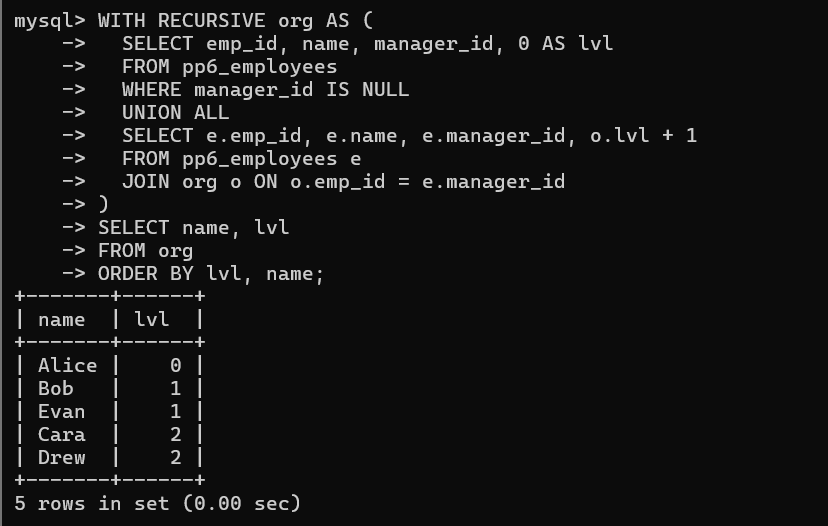 mysql> WITH RECURSIVE org AS (
    ->   SELECT emp_id, name, manager_id, 0 AS lvl
    ->   FROM pp6_employees
    ->   WHERE manager_id IS NULL
    ->   UNION ALL
    ->   SELECT e.emp_id, e.name, e.manager_id, o.lvl + 1
    ->   FROM pp6_employees e
    ->   JOIN org o ON o.emp_id = e.manager_id
    -> )
    -> SELECT name, lvl
    -> FROM org
    -> ORDER BY lvl, name;
+-------+------+
| name  | lvl  |
+-------+------+
| Alice |    0 |
| Bob   |    1 |
| Evan  |    1 |
| Cara  |    2 |
| Drew  |    2 |
+-------+------+
5 rows in set (0.00 sec)